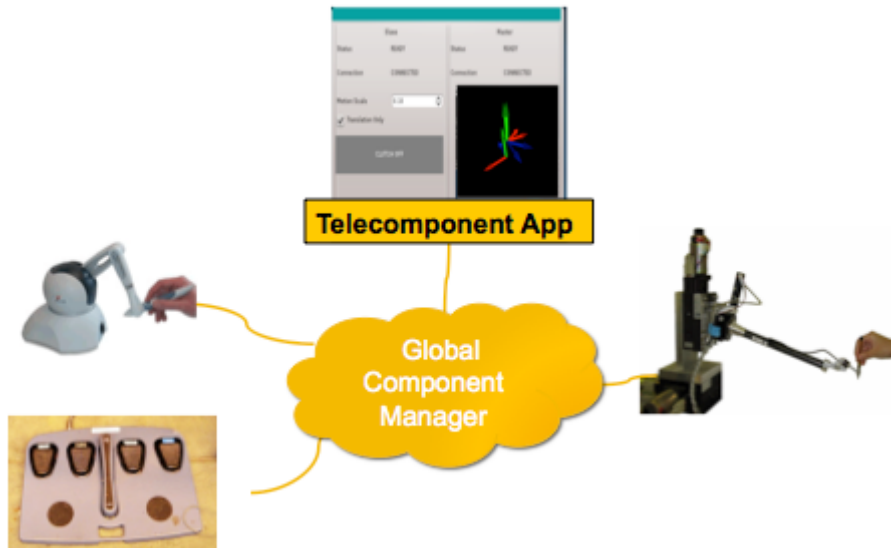 Slave
Master
Status
READY
Status
READY
Connection
CONNECTED
Connection
CONNECTED
Motion Scale
Translation Only
Telecomponent App
Global
Component
Manager